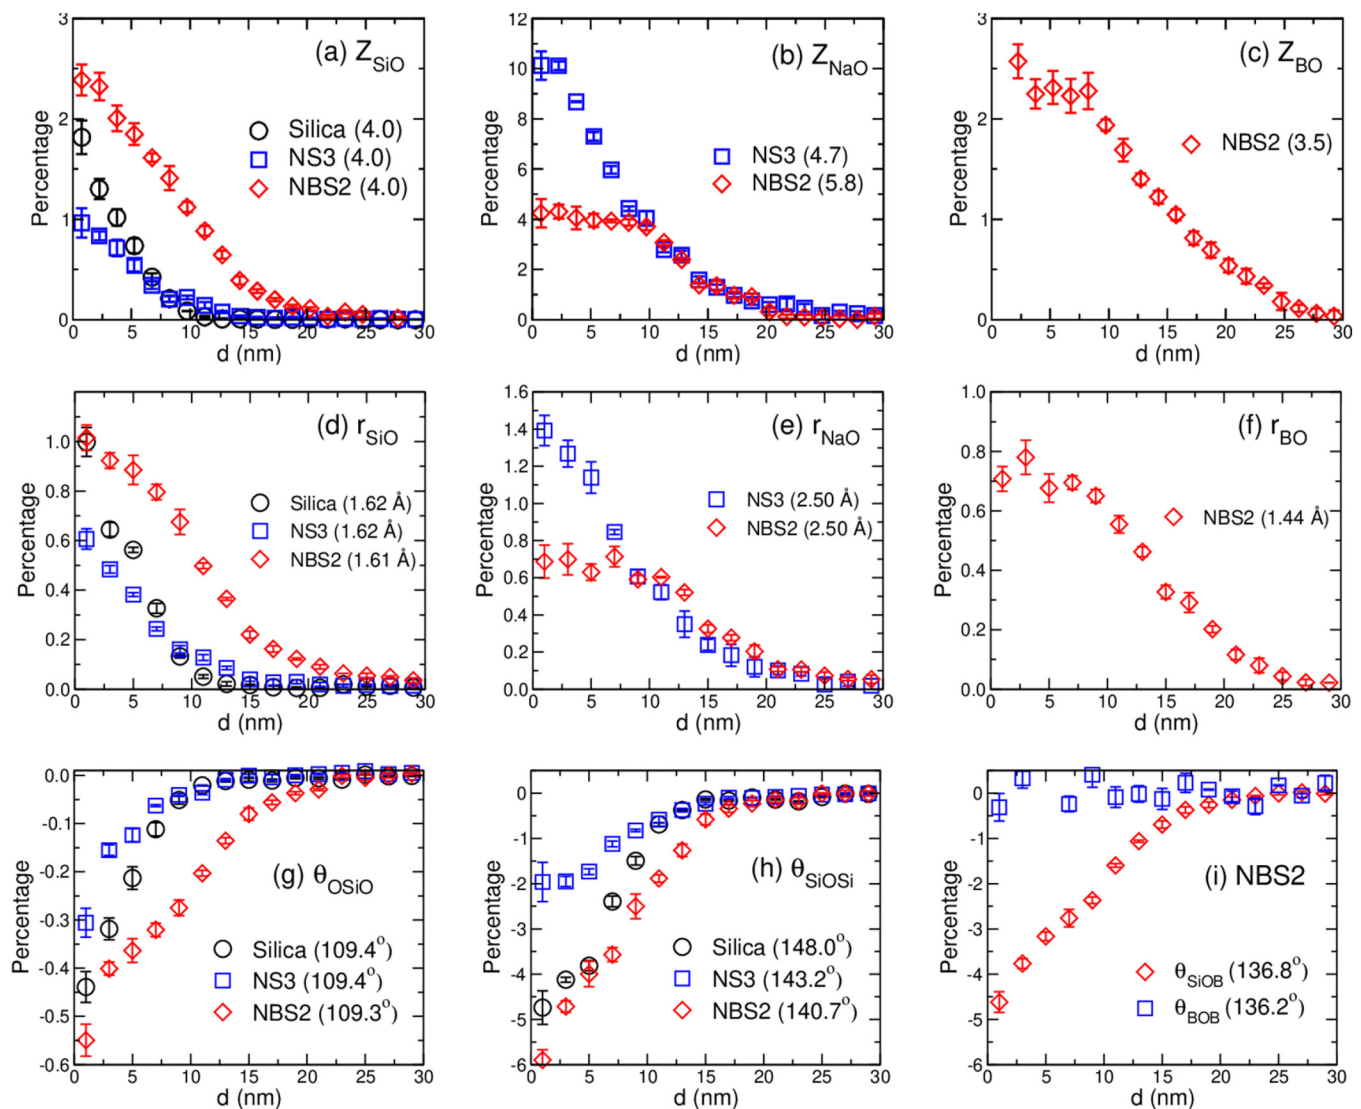 3
2
1
0
Percentage
(a) Z_SiO
Silica (4.0)
NS3 (4.0)
NBS2 (4.0)
0 5 10 15 20 25 30
d (nm)
12
10
8
6
4
2
0
Percentage
(b) Z_NaO
NS3 (4.7)
NBS2 (5.8)
0 5 10 15 20 25 30
d (nm)
3
2
1
0
Percentage
(c) Z_BO
NBS2 (3.5)
0 5 10 15 20 25 30
d (nm)
1.0
0.8
0.6
0.4
0.2
0.0
Percentage
(d) r_SiO
Silica (1.62 Å)
NS3 (1.62 Å)
NBS2 (1.61 Å)
0 5 10 15 20 25 30
d (nm)
1.6
1.4
1.2
1.0
0.8
0.6
0.4
0.2
0.0
Percentage
(e) r_NaO
NS3 (2.50 Å)
NBS2 (2.50 Å)
0 5 10 15 20 25 30
d (nm)
1.0
0.8
0.6
0.4
0.2
0.0
Percentage
(f) r_BO
NBS2 (1.44 Å)
0 5 10 15 20 25 30
d (nm)
0.0
-0.1
-0.2
-0.3
-0.4
-0.5
-0.6
Percentage
(g) θ_OSiO
Silica (109.4°)
NS3 (109.4°)
NBS2 (109.3°)
0 5 10 15 20 25 30
d (nm)
0
-1
-2
-3
-4
-5
-6
Percentage
(h) θ_SiOSi
Silica (148.0°)
NS3 (143.2°)
NBS2 (140.7°)
0 5 10 15 20 25 30
d (nm)
0
-1
-2
-3
-4
-5
-6
Percentage
(i) NBS2
θ_SiOB (136.8°)
θ_BOB (136.2°)
0 5 10 15 20 25 30
d (nm)